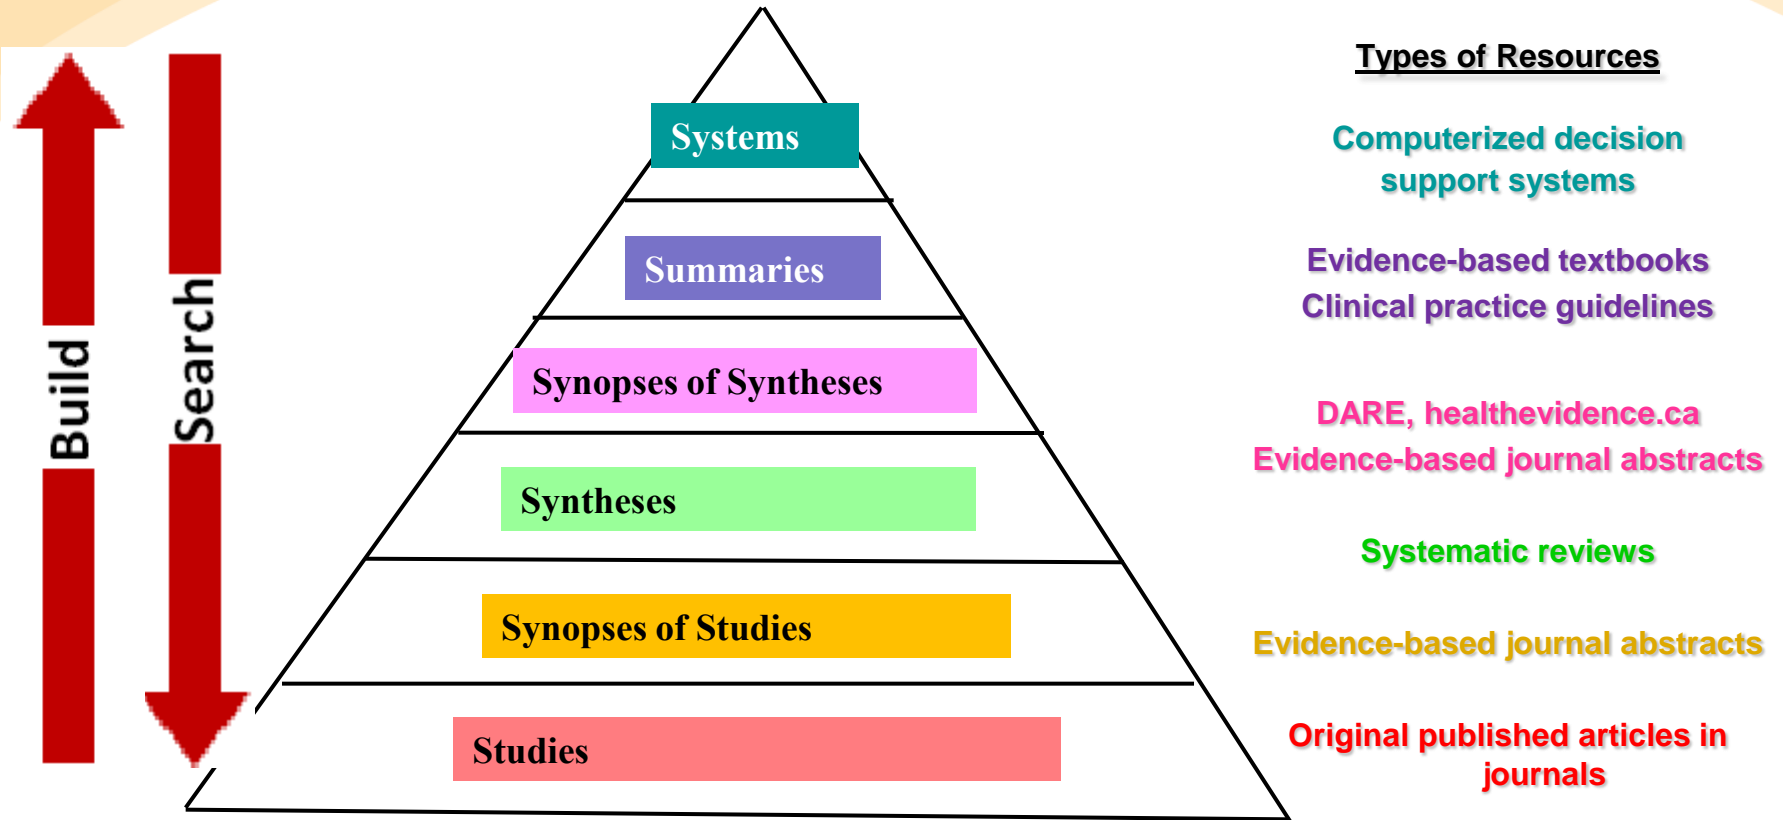 Types of Resources
Systems
Computerized decision
support systems
Summaries
Evidence-based textbooks
Clinical practice guidelines
Build
Search
Synopses of Syntheses
DARE, healthevidence.ca
Evidence-based journal abstracts
Syntheses
Systematic reviews
Synopses of Studies
Evidence-based journal abstracts
Studies
Original published articles in
journals